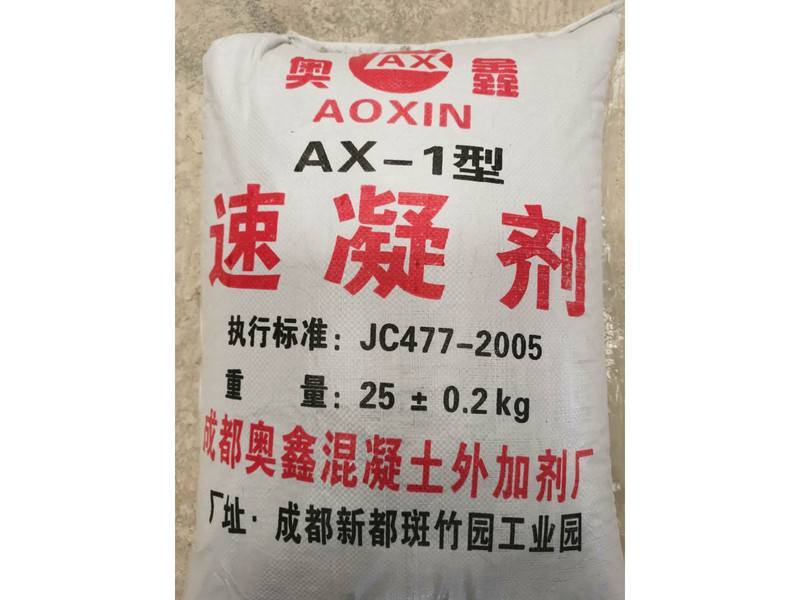 奥 AX 鑫
AOXIN
AX-1型
速凝剂
执行标准：JC477-2005
重 量：25 ± 0.2kg
成都奥鑫混凝土外加剂厂
厂址·成都新都斑竹园工业园